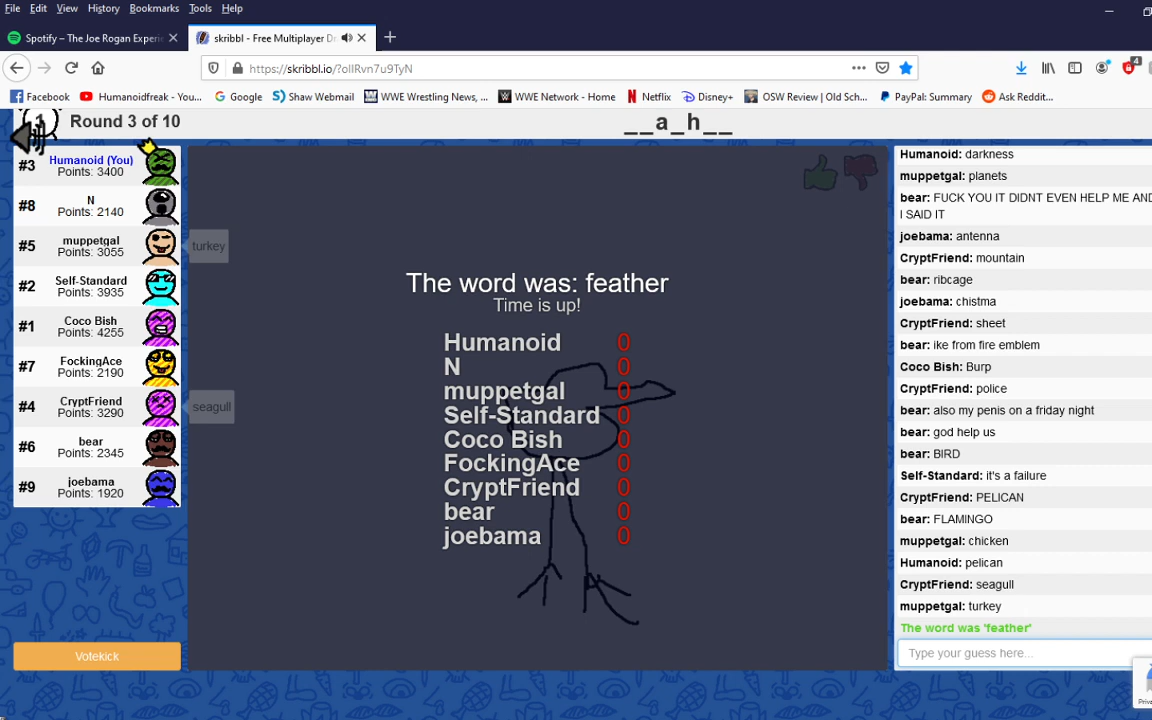 File Edit View History Bookmarks Tools Help
Spotify – The Joe Rogan Experi
skribbl - Free Multiplayer Dr
https://skribbl.io/?olIRvn7u9TyN
Facebook Humanoidfreak - You... Google Shaw Webmail WWE Wrestling News, ... WWE Network - Home Netflix Disney+ OSW Review | Old Sch... PayPal: Summary Ask Reddit...
Round 3 of 10
__a_h__
#3 Humanoid (You)
Points: 3400
#8 N
Points: 2140
#5 muppetgal
Points: 3055
turkey
#2 Self-Standard
Points: 3935
#1 Coco Bish
Points: 4255
#7 FockingAce
Points: 2190
#4 CryptFriend
Points: 3290
seagull
#6 bear
Points: 2345
#9 joebama
Points: 1920
Votekick
The word was: feather
Time is up!
Humanoid 0
N 0
muppetgal 0
Self-Standard 0
Coco Bish 0
FockingAce 0
CryptFriend 0
bear 0
joebama 0
Humanoid: darkness
muppetgal: planets
bear: FUCK YOU IT DIDNT EVEN HELP ME AND
I SAID IT
joebama: antenna
CryptFriend: mountain
bear: ribcage
joebama: chistma
CryptFriend: sheet
bear: ike from fire emblem
Coco Bish: Burp
CryptFriend: police
bear: also my penis on a friday night
bear: god help us
bear: BIRD
Self-Standard: it's a failure
CryptFriend: PELICAN
bear: FLAMINGO
muppetgal: chicken
Humanoid: pelican
CryptFriend: seagull
muppetgal: turkey
The word was 'feather'
Type your guess here...